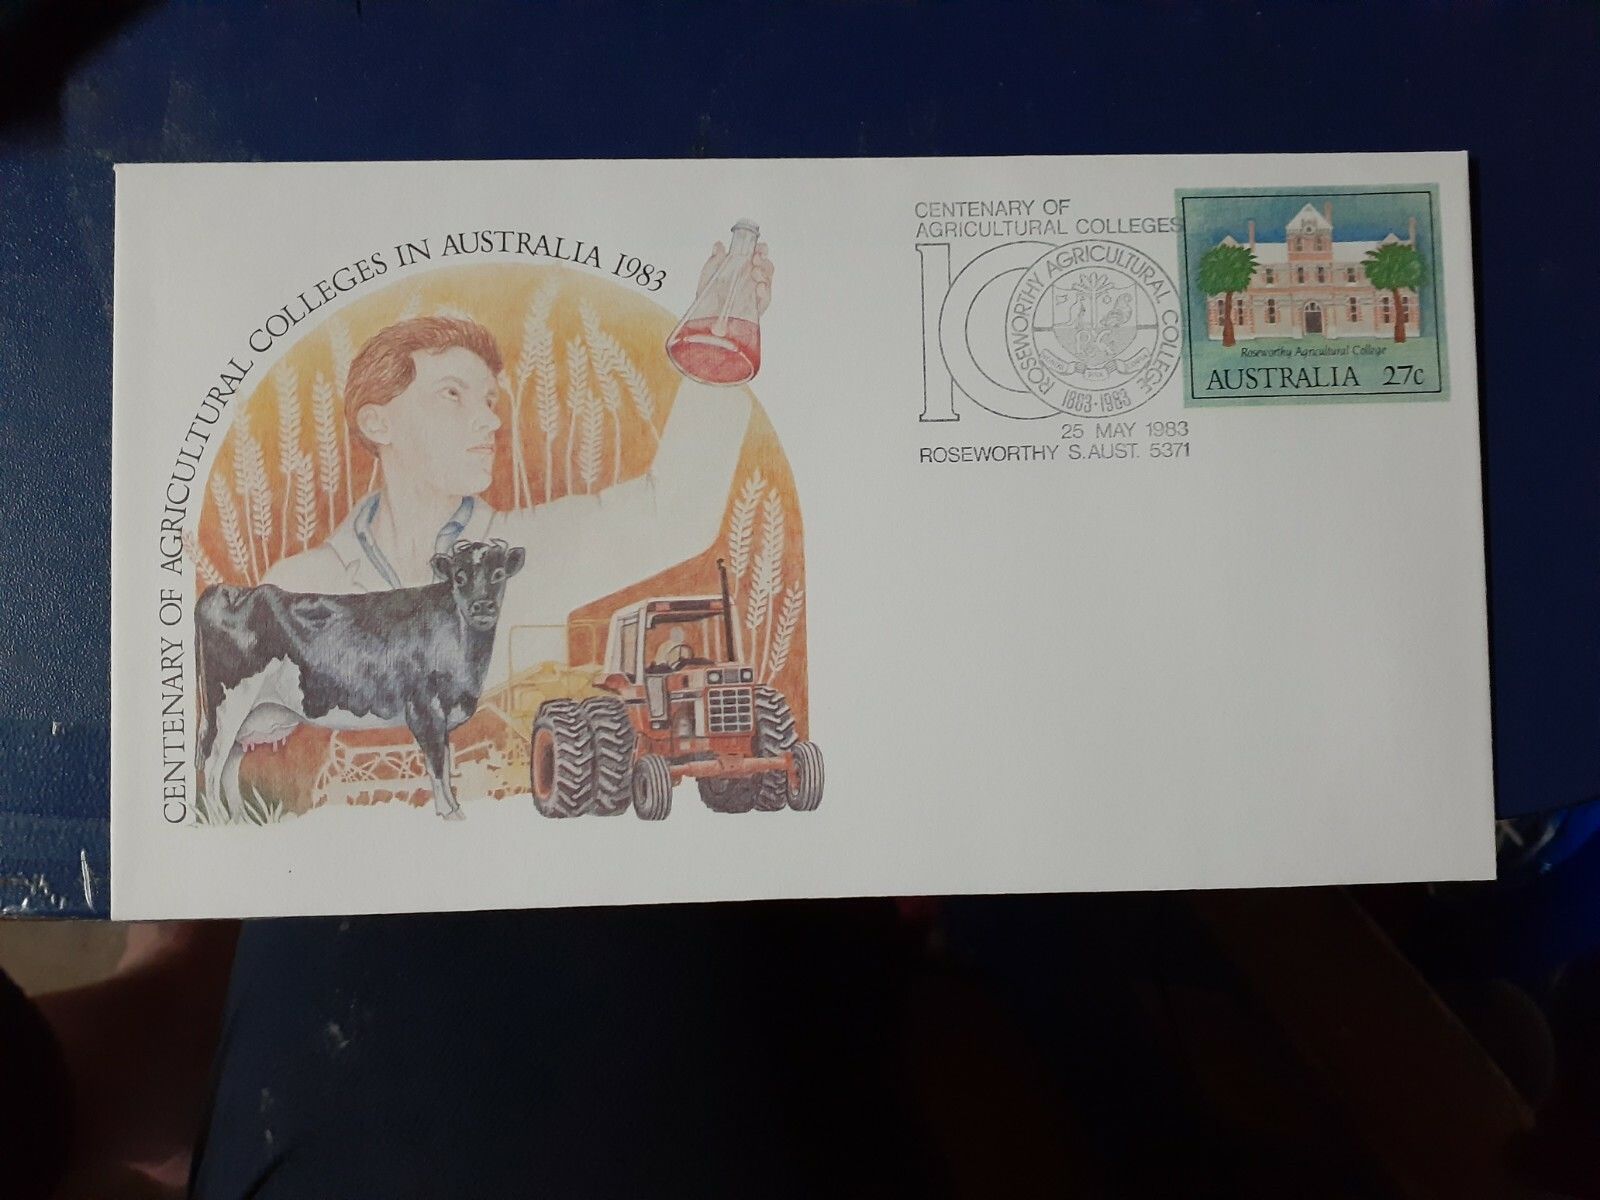 CENTENARY OF AGRICULTURAL COLLEGES IN AUSTRALIA 1983
CENTENARY OF
AGRICULTURAL COLLEGES
100
ROSEWORTHY AGRICULTURAL COLLEGE
1883·1983
25 MAY 1983
ROSEWORTHY S.AUST. 5371
Roseworthy Agricultural College
AUSTRALIA 27c